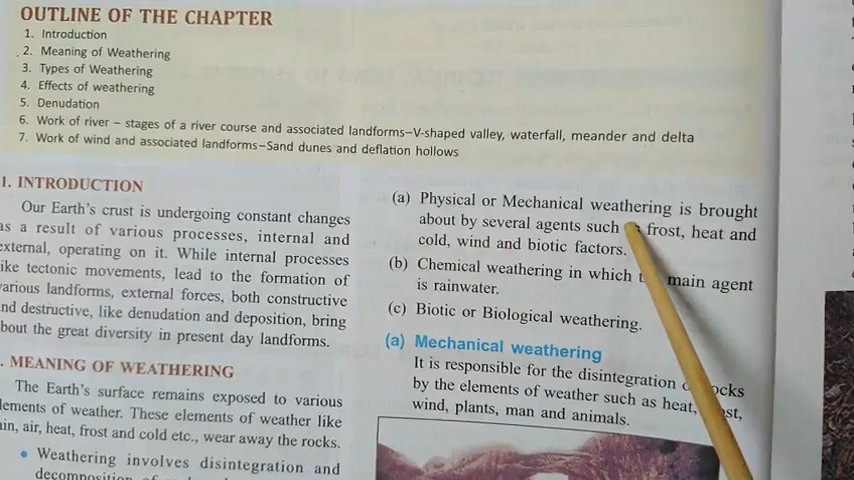 OUTLINE OF THE CHAPTER
1. Introduction
2. Meaning of Weathering
3. Types of Weathering
4. Effects of weathering
5. Denudation
6. Work of river – stages of a river course and associated landforms–V-shaped valley, waterfall, meander and delta
7. Work of wind and associated landforms–Sand dunes and deflation hollows
1. INTRODUCTION
Our Earth's crust is undergoing constant changes
as a result of various processes, internal and
external, operating on it. While internal processes
like tectonic movements, lead to the formation of
various landforms, external forces, both constructive
and destructive, like denudation and deposition, bring
about the great diversity in present day landforms.
. MEANING OF WEATHERING
The Earth's surface remains exposed to various
elements of weather. These elements of weather like
rain, air, heat, frost and cold etc., wear away the rocks.
• Weathering involves disintegration and
decomposition of
(a) Physical or Mechanical weathering is brought
about by several agents such frost, heat and
cold, wind and biotic factors.
(b) Chemical weathering in which main agent
is rainwater.
(c) Biotic or Biological weathering.
(a) Mechanical weathering
It is responsible for the disintegration rocks
by the elements of weather such as heat,
wind, plants, man and animals.